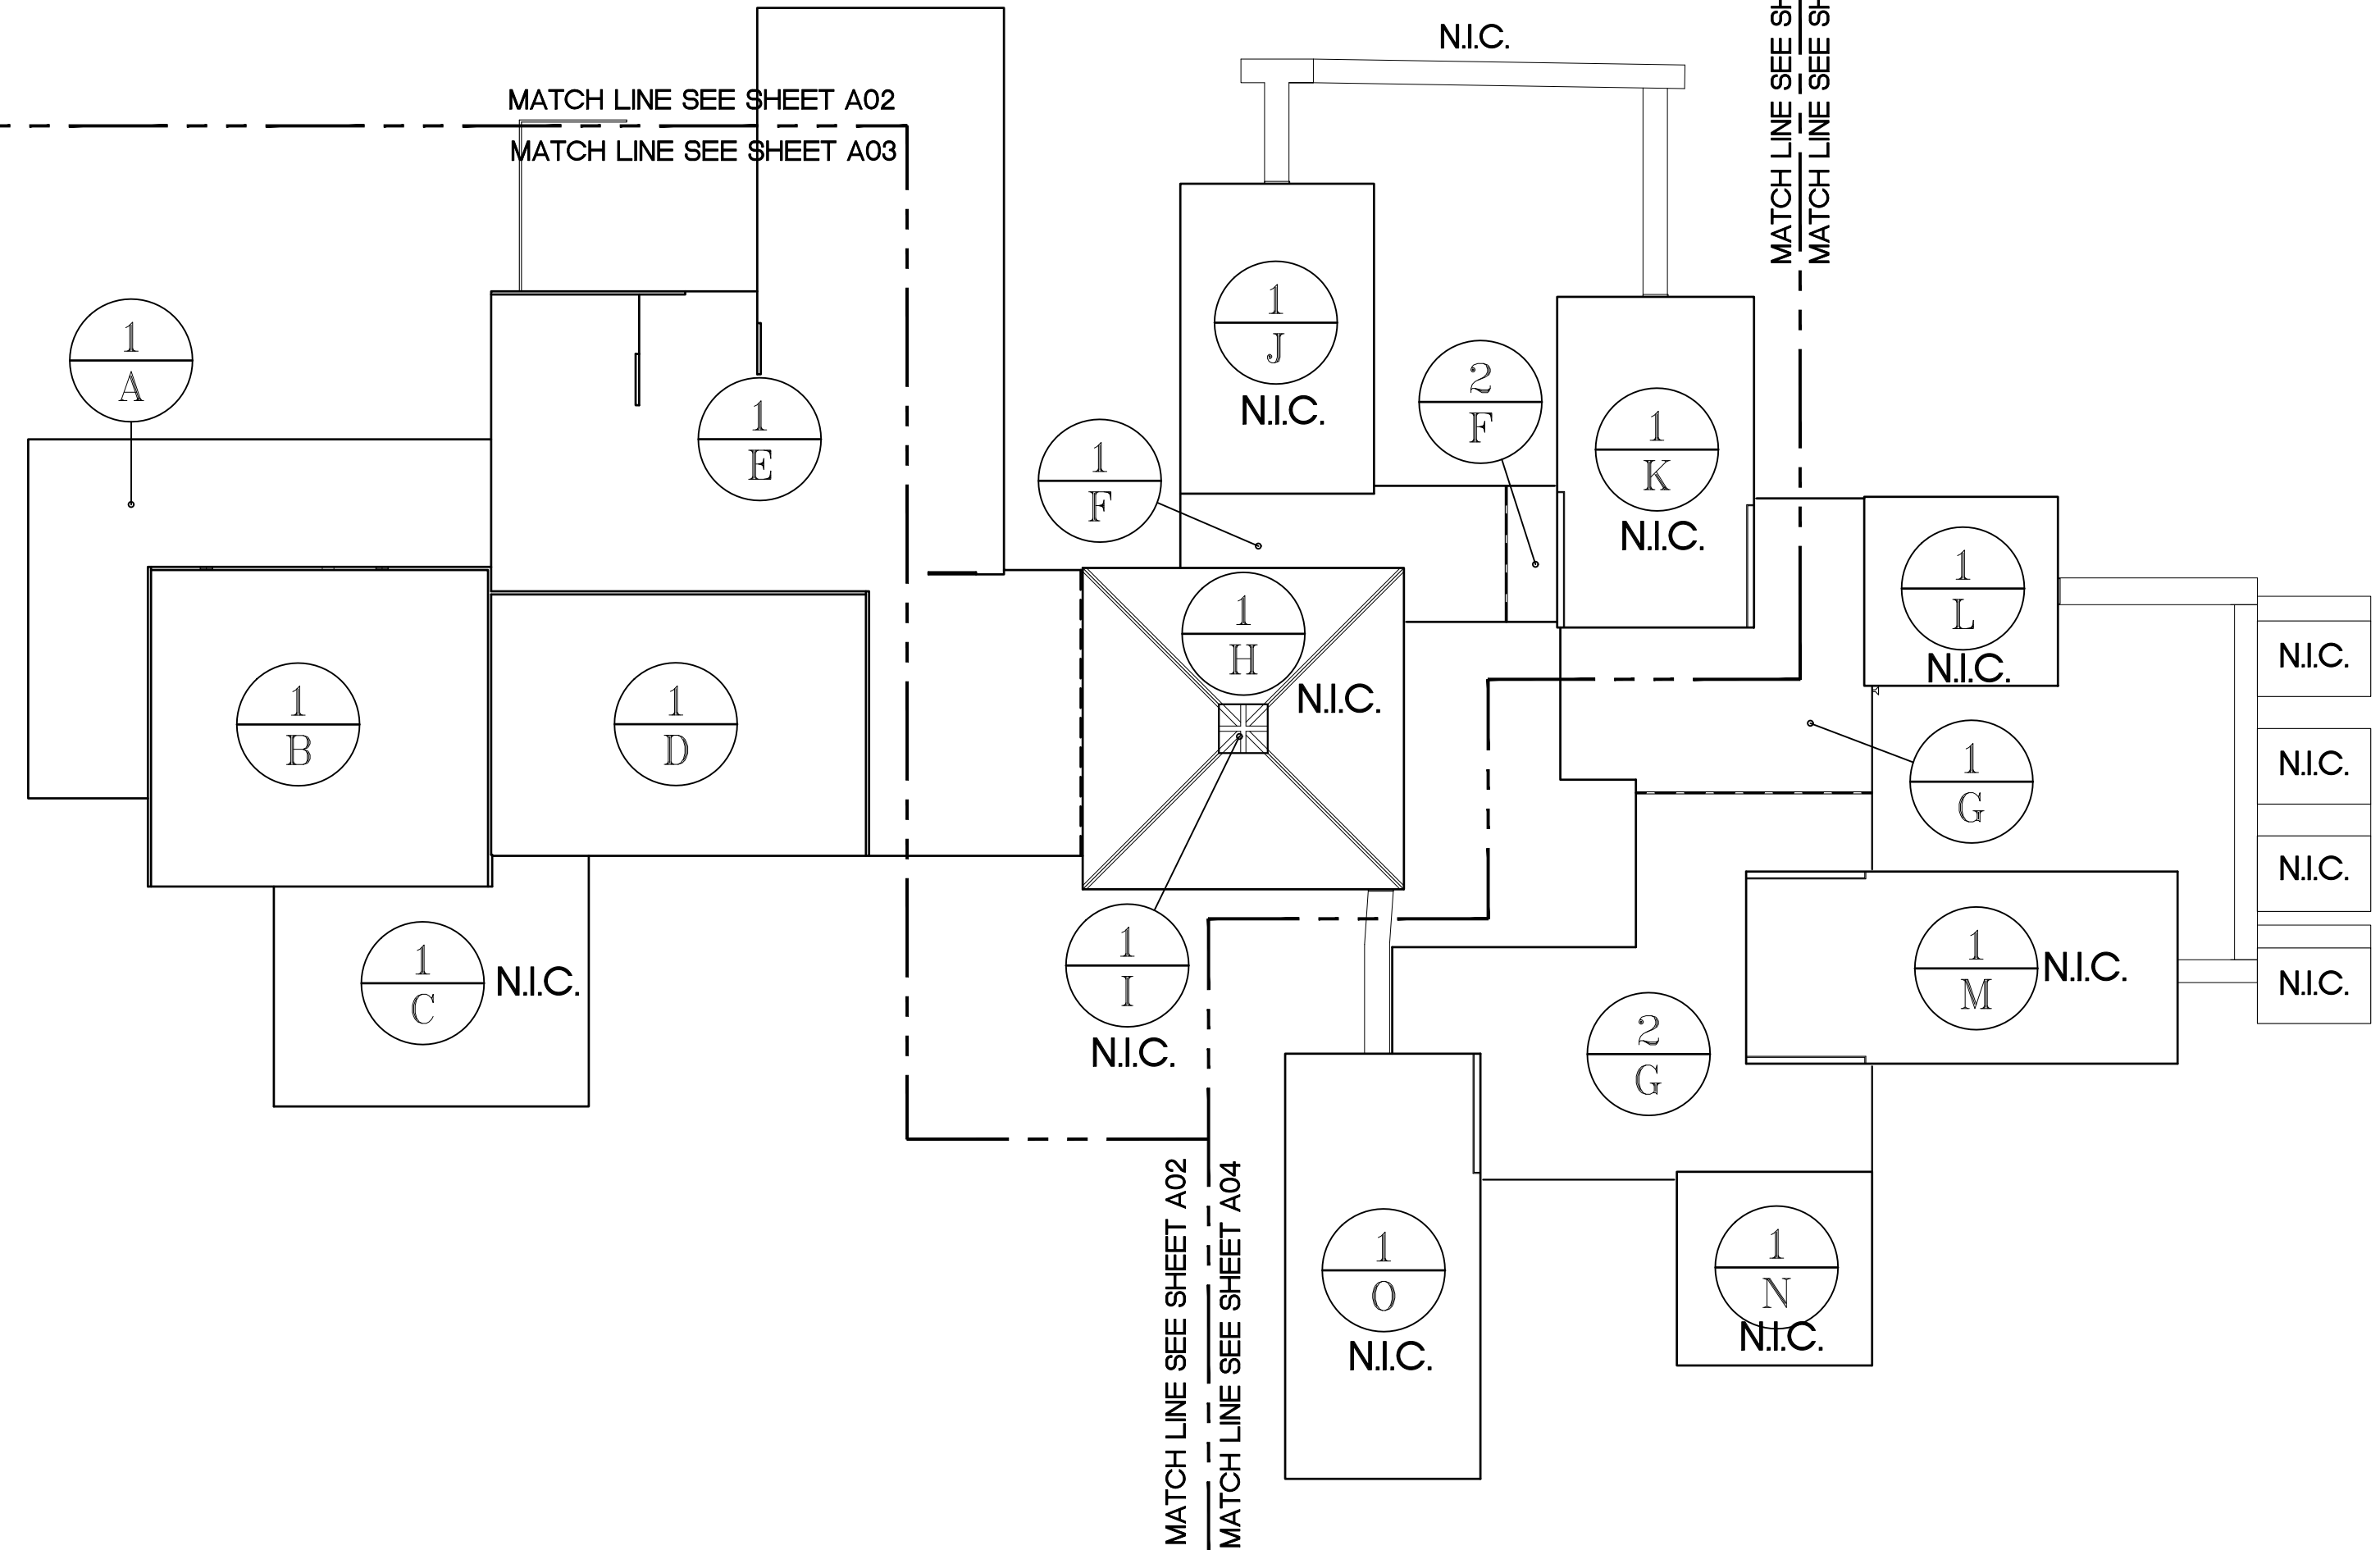 N.I.C.
MATCH LINE SEE SHEET A02
MATCH LINE SEE SHEET A03
MATCH LINE SEE
MATCH LINE SEE
1
A
1
E
1
J
N.I.C.
1
F
2
F
1
K
N.I.C.
1
L
N.I.C.
1
H
N.I.C.
1
B
1
D
1
G
N.I.C.
N.I.C.
N.I.C.
N.I.C.
1
C
N.I.C.
1
I
N.I.C.
2
G
1
M
N.I.C.
MATCH LINE SEE SHEET A02
MATCH LINE SEE SHEET A04
1
O
N.I.C.
1
N
N.I.C.